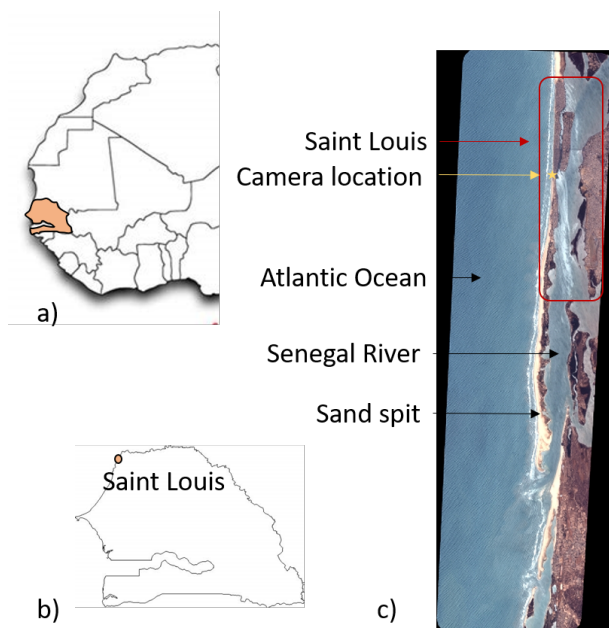 a)
Saint Louis
Camera location
Atlantic Ocean
Senegal River
Sand spit
Saint Louis
b)
c)